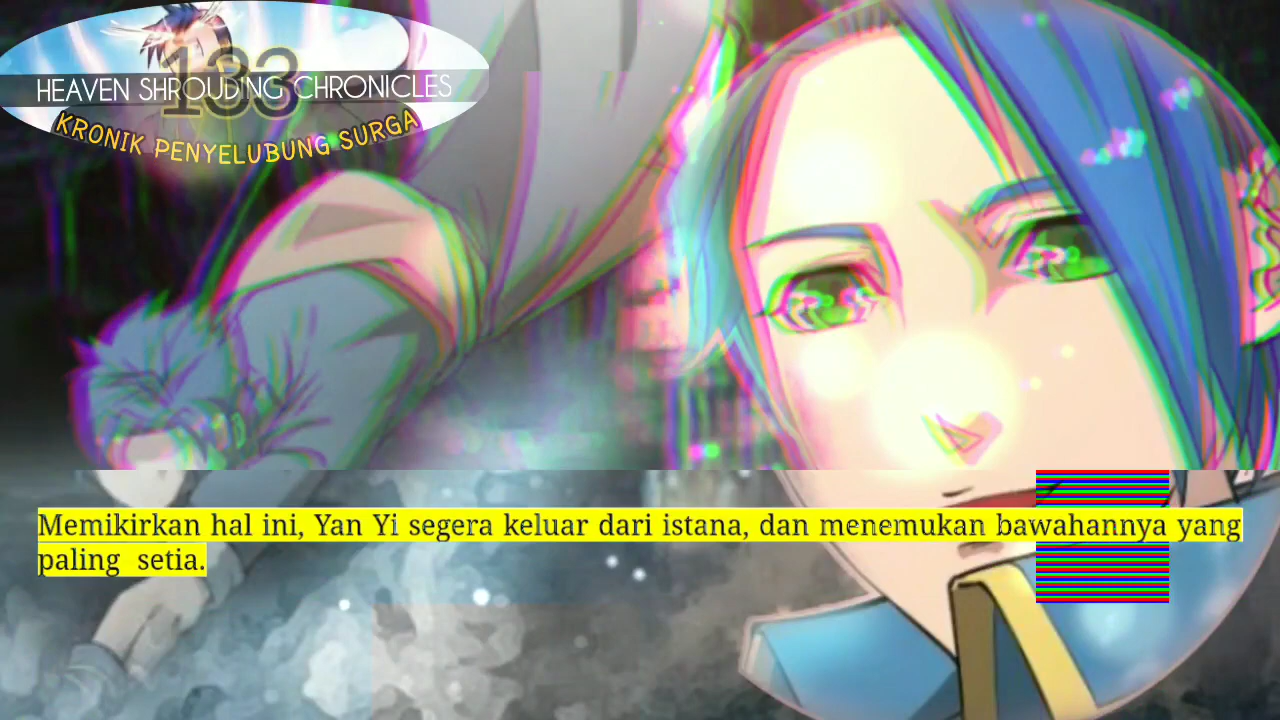 133
HEAVEN SHROUDING CHRONICLES
KRONIK PENYELUBUNG SURGA
Memikirkan hal ini, Yan Yi segera keluar dari istana, dan menemukan bawahannya yang
paling setia.